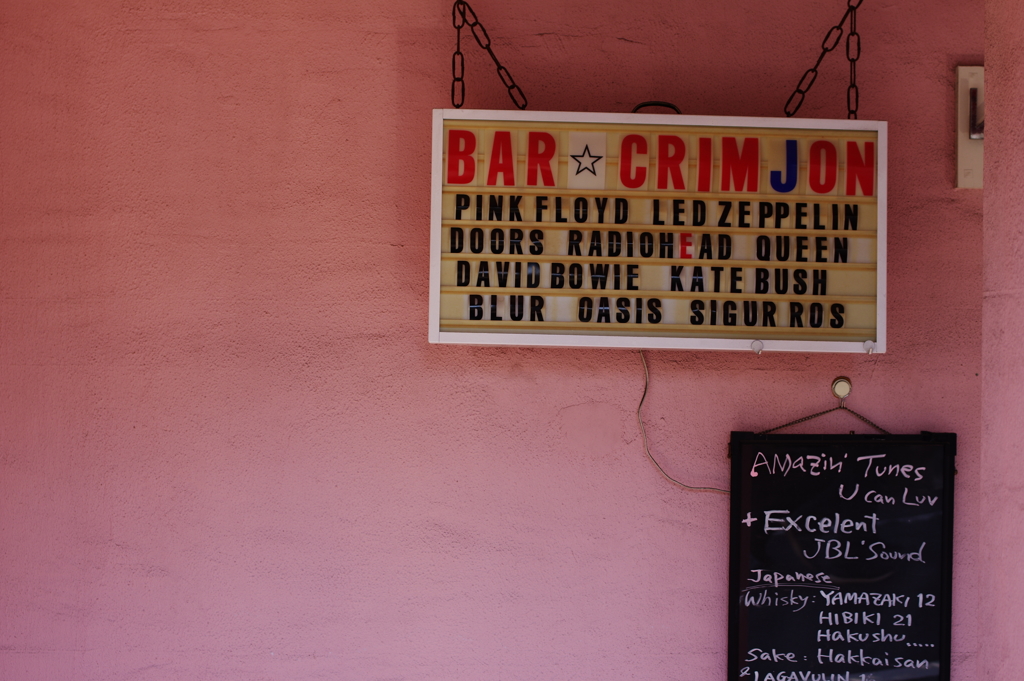 BAR ☆ CRIMJON
PINK FLOYD LED ZEPPELIN
DOORS RADIOHEAD QUEEN
DAVID BOWIE KATE BUSH
BLUR OASIS SIGUR ROS
AMAZIN' TUNES
U can Luv
+ Excelent
JBL' Sound
Japanese
Whisky: YAMAZAKI 12
HIBIKI 21
Hakushu.....
Sake: Hakkaisan
& LAGAVULIN